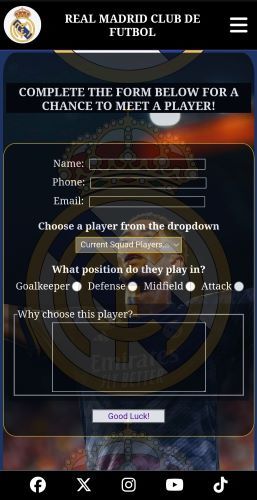 REAL MADRID CLUB DE
FUTBOL
COMPLETE THE FORM BELOW FOR A
CHANCE TO MEET A PLAYER!
Name:
Phone:
Email:
Choose a player from the dropdown
Current Squad Players...
What position do they play in?
Goalkeeper Defense Midfield Attack
Why choose this player?
Emirates
Good Luck!